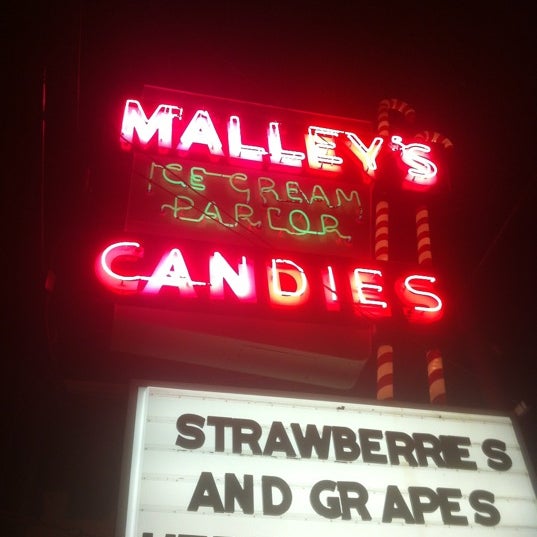 MALLEY'S
ICE CREAM
PARLOR
CANDIES
STRAWBERRIES
AND GRAPES